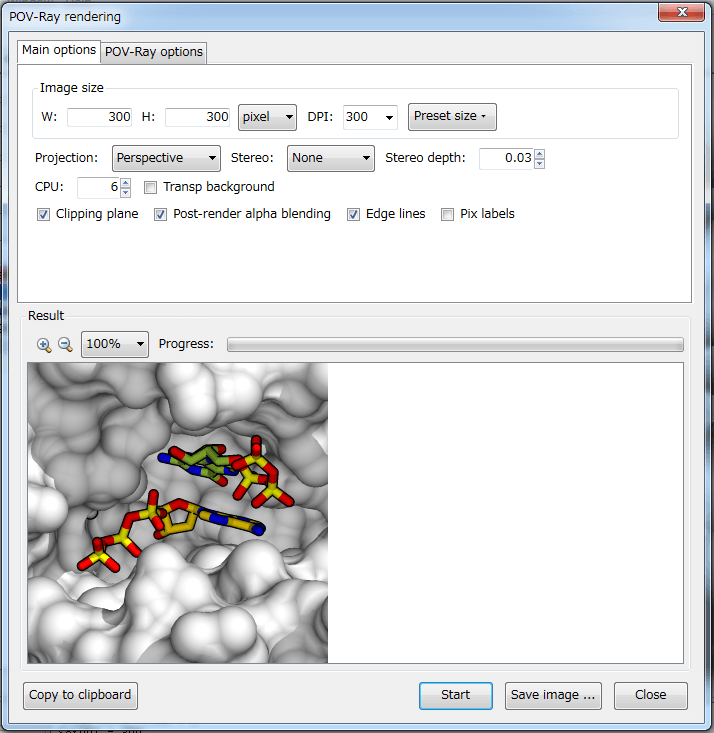 POV-Ray rendering
Main options POV-Ray options
Image size
W: 300 H: 300 pixel DPI: 300 Preset size
Projection: Perspective Stereo: None Stereo depth: 0.03
CPU: 6 Transp background
Clipping plane Post-render alpha blending Edge lines Pix labels
Result
100% Progress:
Copy to clipboard Start Save image ... Close